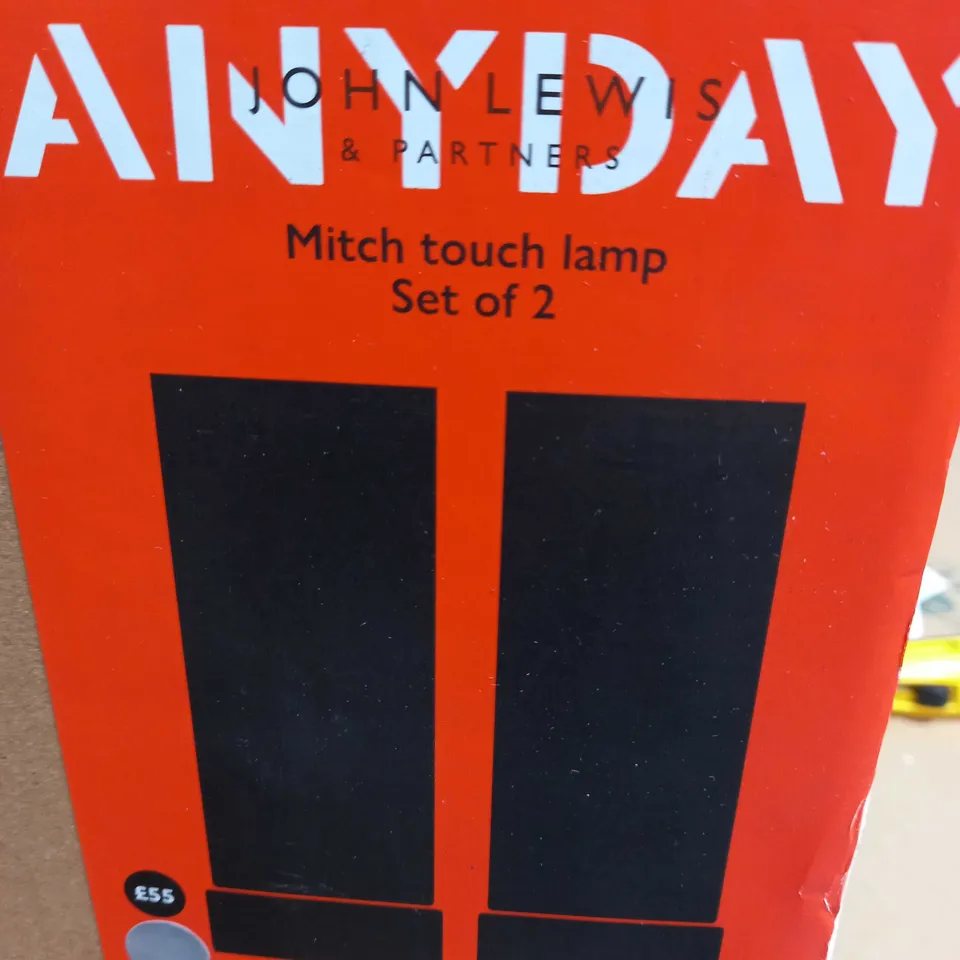 ANYDAY
JOHN LEWIS
& PARTNERS
Mitch touch lamp
Set of 2
£55